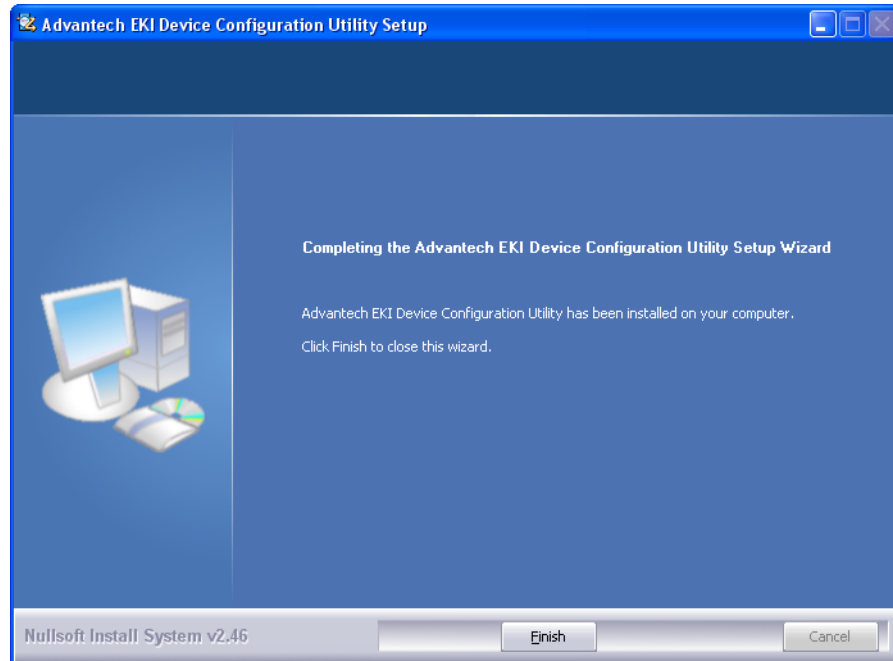 Advantech EKI Device Configuration Utility Setup
Completing the Advantech EKI Device Configuration Utility Setup Wizard
Advantech EKI Device Configuration Utility has been installed on your computer.
Click Finish to close this wizard.
Nullsoft Install System v2.46
Finish
Cancel